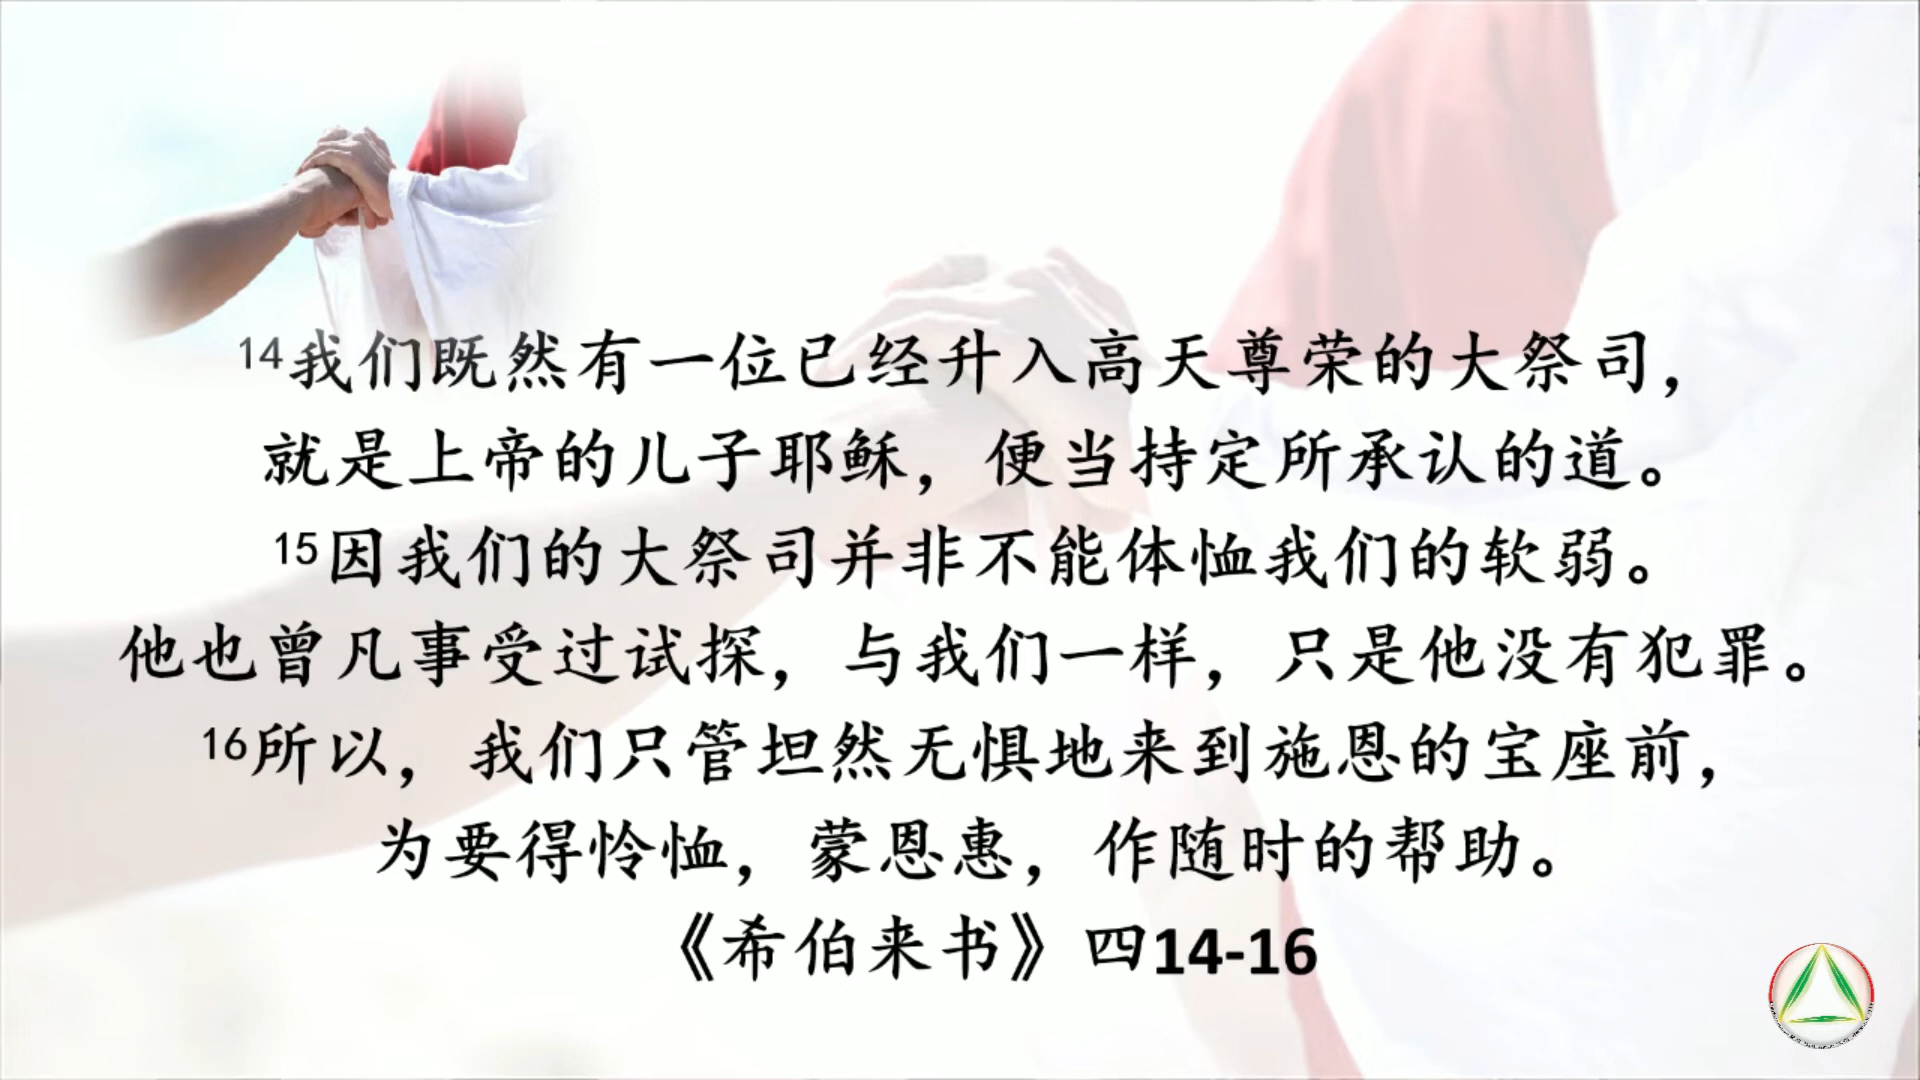 14我们既然有一位已经升入高天尊荣的大祭司，
就是上帝的儿子耶稣，便当持定所承认的道。
15因我们的大祭司并非不能体恤我们的软弱。
他也曾凡事受过试探，与我们一样，只是他没有犯罪。
16所以，我们只管坦然无惧地来到施恩的宝座前，
为要得怜恤，蒙恩惠，作随时的帮助。
《希伯来书》四14-16